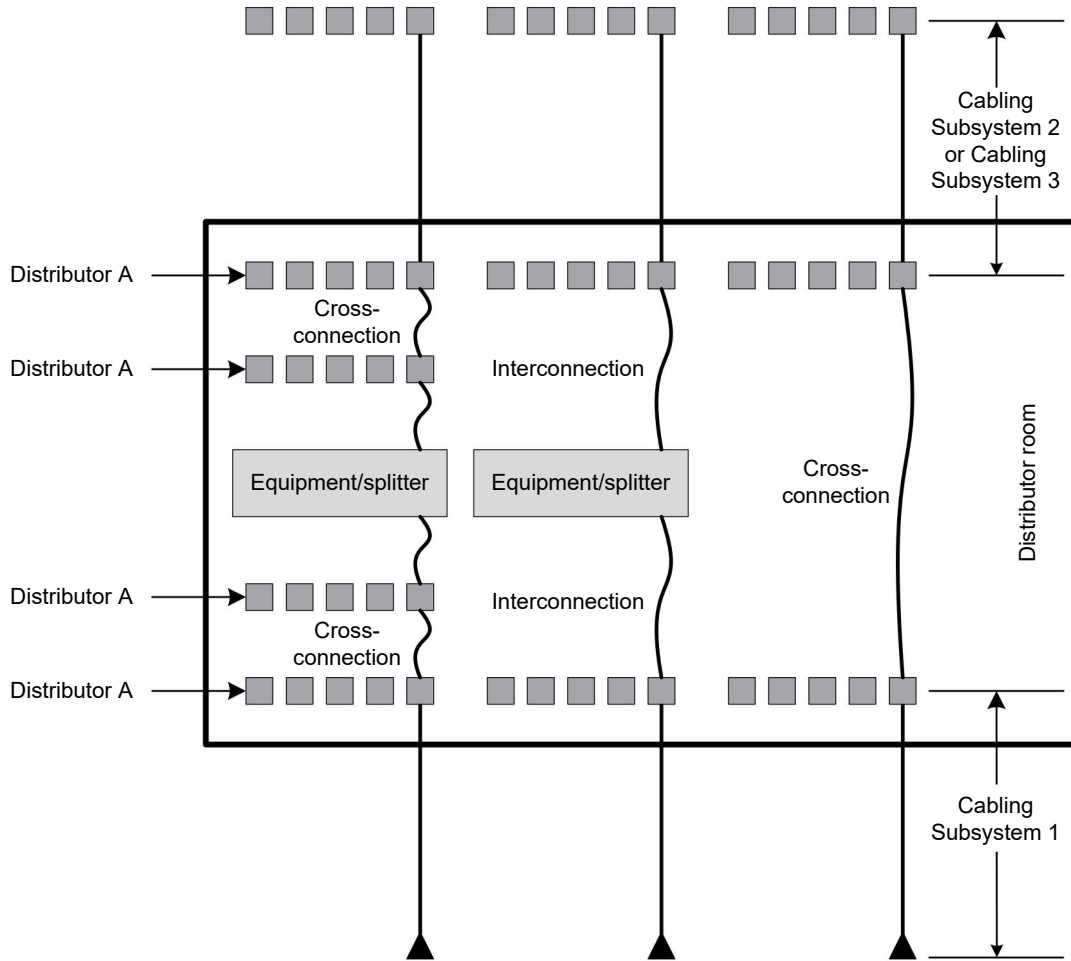 Cabling
Subsystem 2
or Cabling
Subsystem 3
Distributor A
Cross-
connection
Distributor A
Interconnection
Equipment/splitter
Equipment/splitter
Cross-
connection
Distributor room
Distributor A
Interconnection
Cross-
connection
Distributor A
Cabling
Subsystem 1